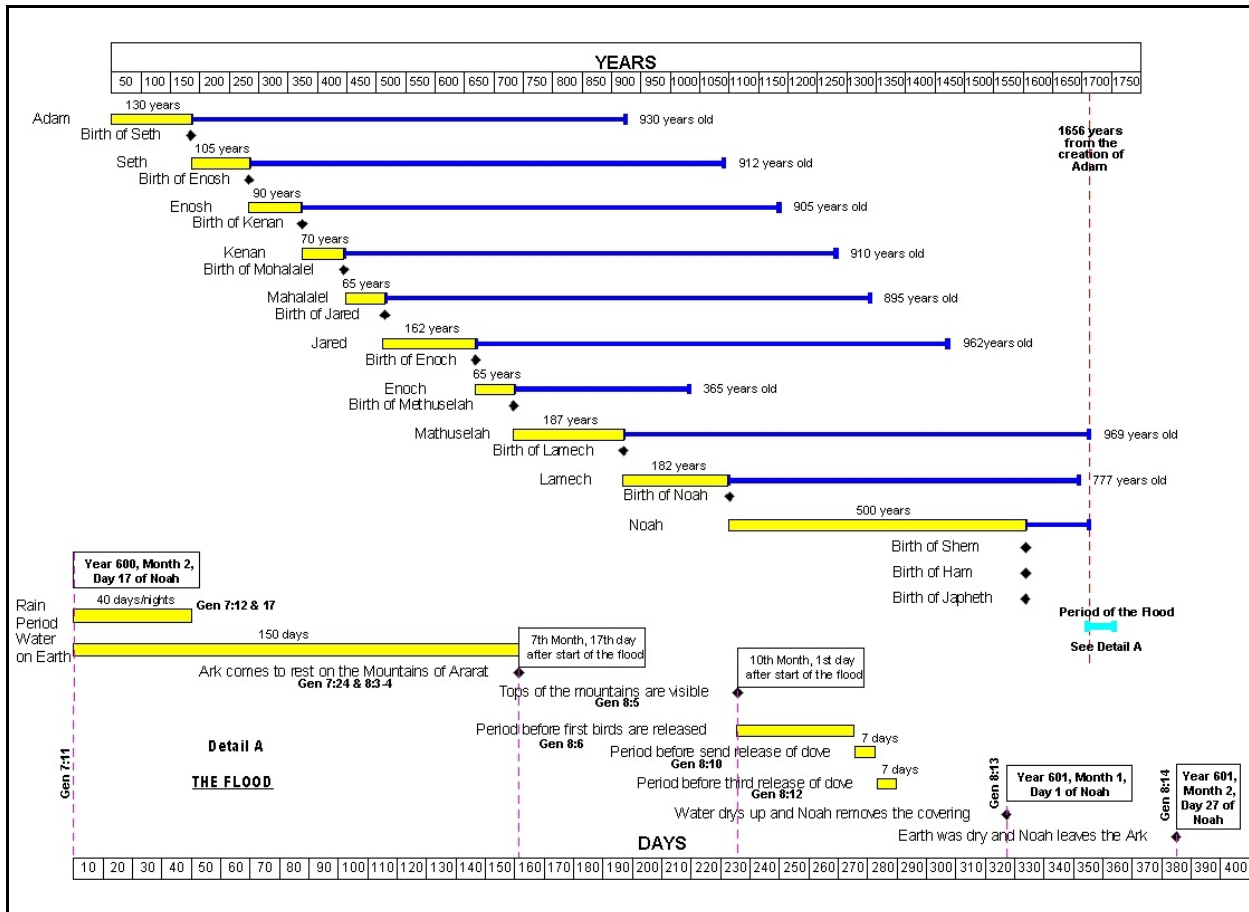 YEARS
50 100 150 200 250 300 350 400 450 500 550 600 650 700 750 800 850 900 950 1000 1050 1100 1150 1200 1250 1300 1350 1400 1450 1500 1550 1600 1650 1700 1750
130 years
Adam
930 years old
Birth of Seth
1656 years
from the
creation of
Adam
105 years
Seth
912 years old
Birth of Enosh
90 years
Enosh
905 years old
Birth of Kenan
70 years
Kenan
910 years old
Birth of Mohalalel
65 years
Mahalalel
895 years old
Birth of Jared
162 years
Jared
962years old
Birth of Enoch
65 years
Enoch
365 years old
Birth of Methuselah
187 years
Mathuselah
969 years old
Birth of Lamech
182 years
Lamech
777 years old
Birth of Noah
500 years
Noah
Birth of Shem
Birth of Ham
Birth of Japheth
Period of the Flood
See Detail A
Year 600, Month 2,
Day 17 of Noah
40 days/nights
Gen 7:12 & 17
Rain
Period
Water
on Earth
150 days
7th Month, 17th day
after start of the flood
Ark comes to rest on the Mountains of Ararat
Gen 7:24 & 8:3-4
10th Month, 1st day
after start of the flood
Tops of the mountains are visible
Gen 8:5
Period before first birds are released
Gen 8:6
7 days
Period before send release of dove
Gen 8:10
7 days
Period before third release of dove
Gen 8:12
Gen 7:11
Detail A
THE FLOOD
Gen 8:13
Year 601, Month 1,
Day 1 of Noah
Water drys up and Noah removes the covering
Gen 8:14
Year 601,
Month 2,
Day 27 of
Noah
Earth was dry and Noah leaves the Ark
DAYS
10 20 30 40 50 60 70 80 90 100 110 120 130 140 150 160 170 180 190 200 210 220 230 240 250 260 270 280 290 300 310 320 330 340 350 360 370 380 390 400